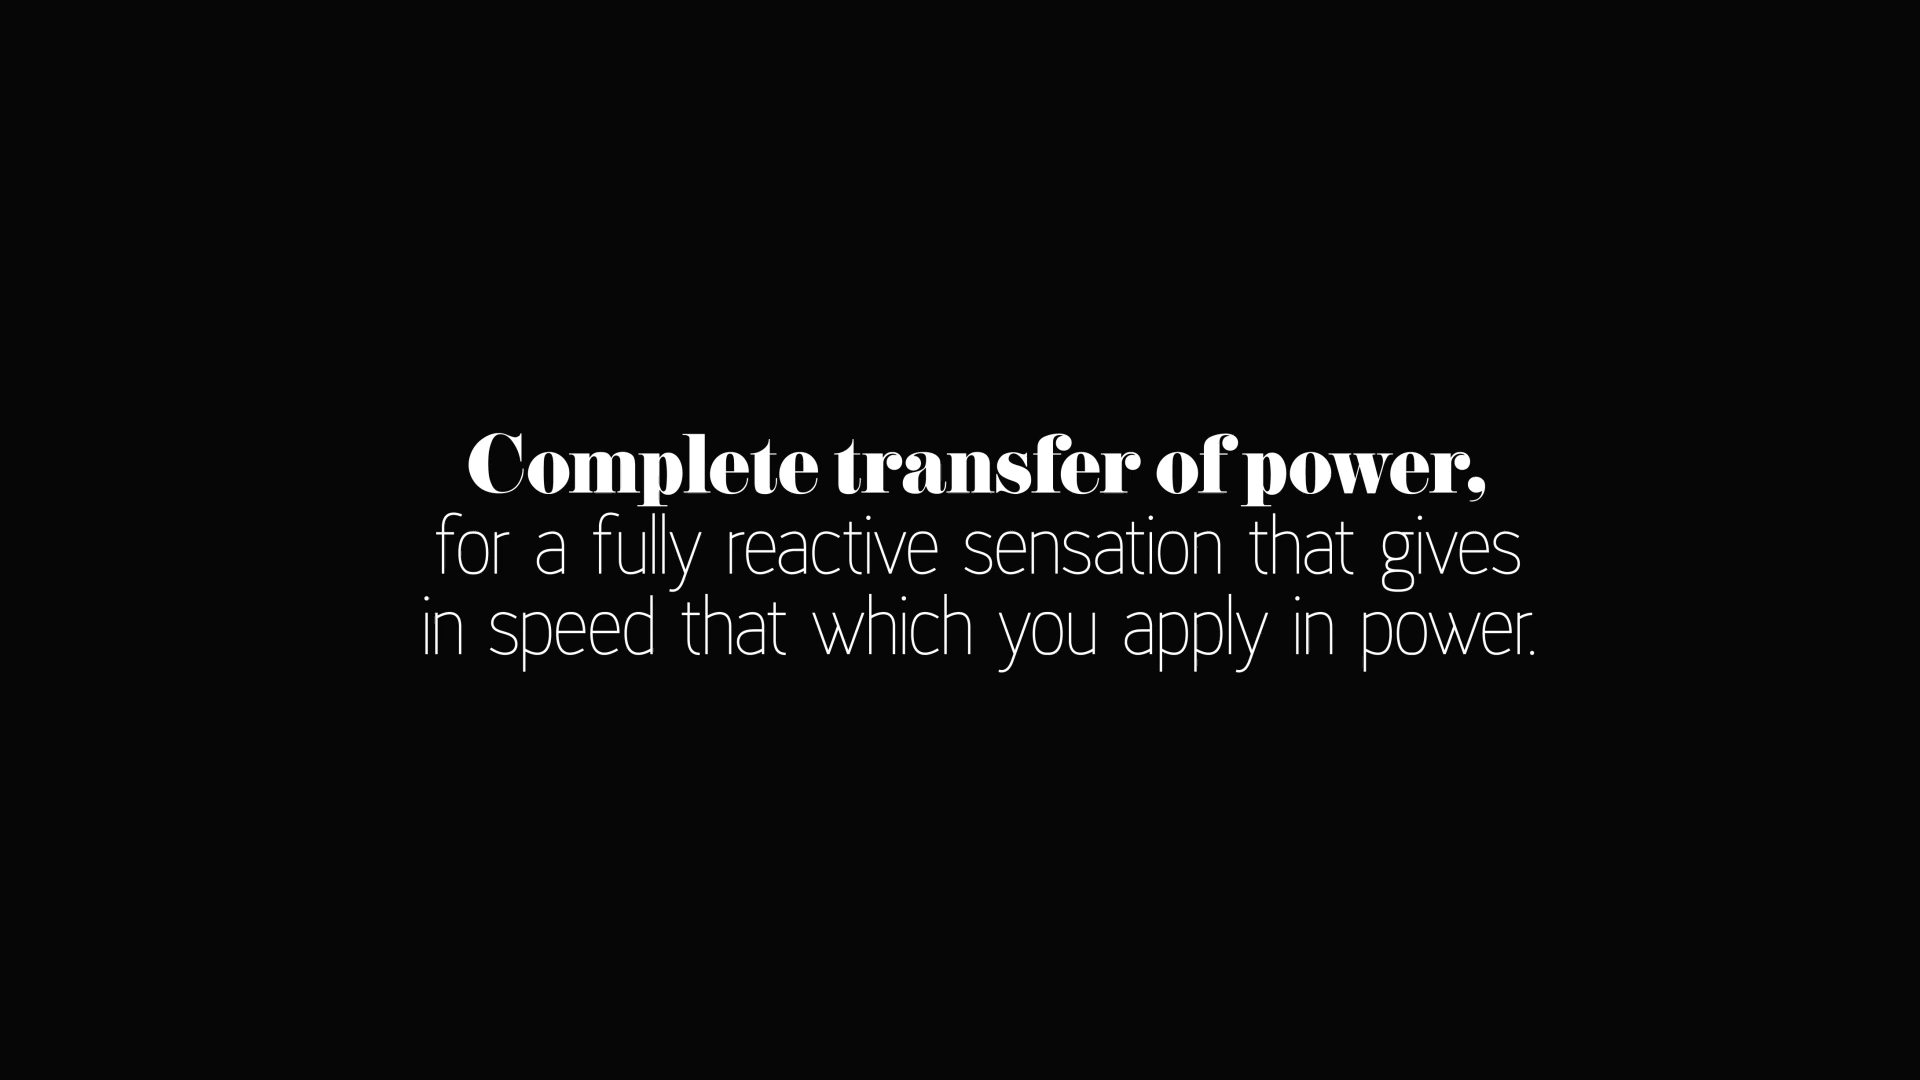 Complete transfer of power,
for a fully reactive sensation that gives
in speed that which you apply in power.